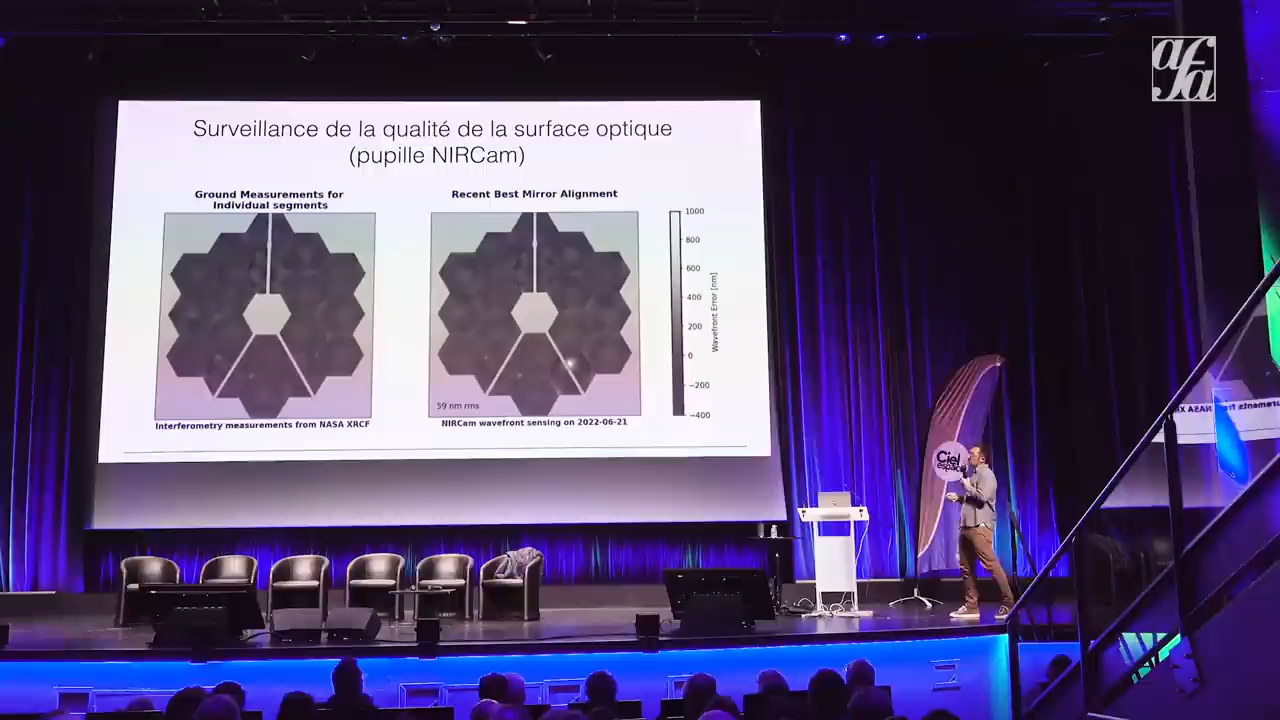 afa
Surveillance de la qualité de la surface optique
(pupille NIRCam)
Ground Measurements for
Individual segments
Recent Best Mirror Alignment
1000
800
600
400
200
0
−200
−400
Wavefront Error [nm]
59 nm rms
Interferometry measurements from NASA XRCF
NIRCam wavefront sensing on 2022-06-21
Ciel
espace